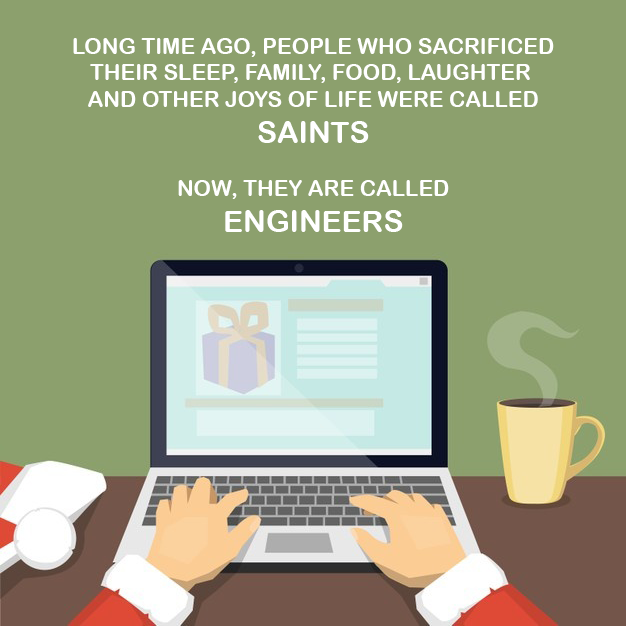 LONG TIME AGO, PEOPLE WHO SACRIFICED
THEIR SLEEP, FAMILY, FOOD, LAUGHTER
AND OTHER JOYS OF LIFE WERE CALLED
SAINTS
NOW, THEY ARE CALLED
ENGINEERS